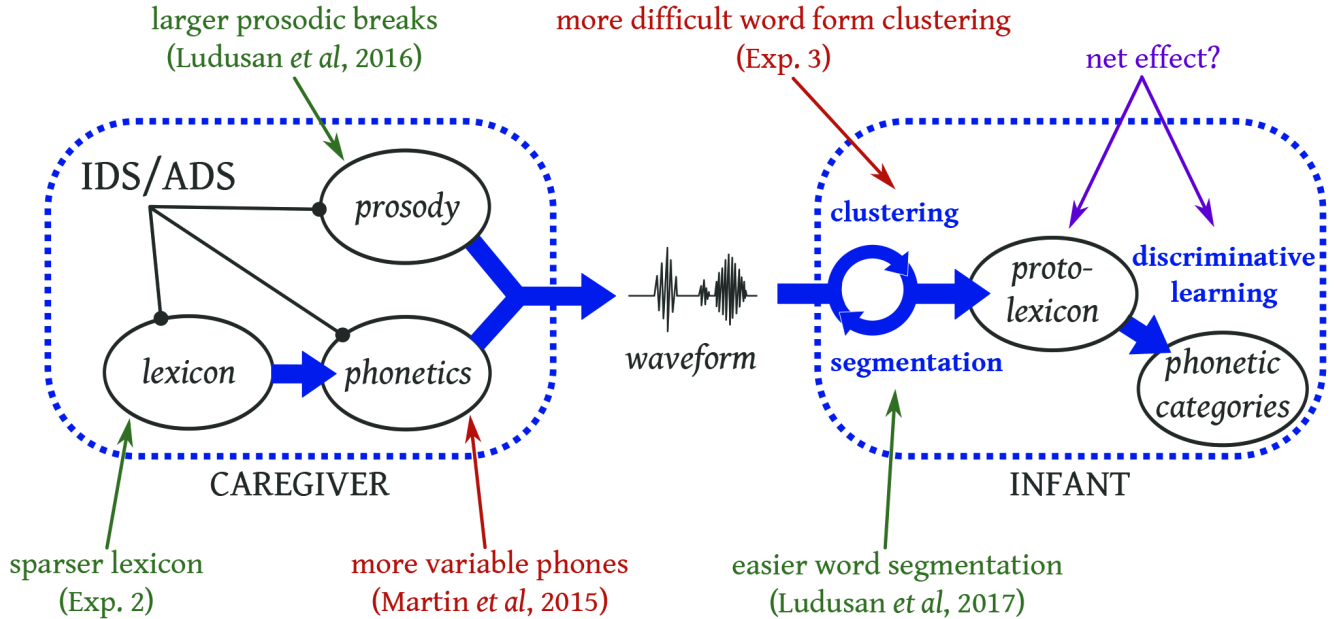 larger prosodic breaks
(Ludusan et al, 2016)
more difficult word form clustering
(Exp. 3)
net effect?
IDS/ADS
prosody
lexicon
phonetics
CAREGIVER
waveform
clustering
segmentation
proto-
lexicon
discriminative
learning
phonetic
categories
INFANT
sparser lexicon
(Exp. 2)
more variable phones
(Martin et al, 2015)
easier word segmentation
(Ludusan et al, 2017)